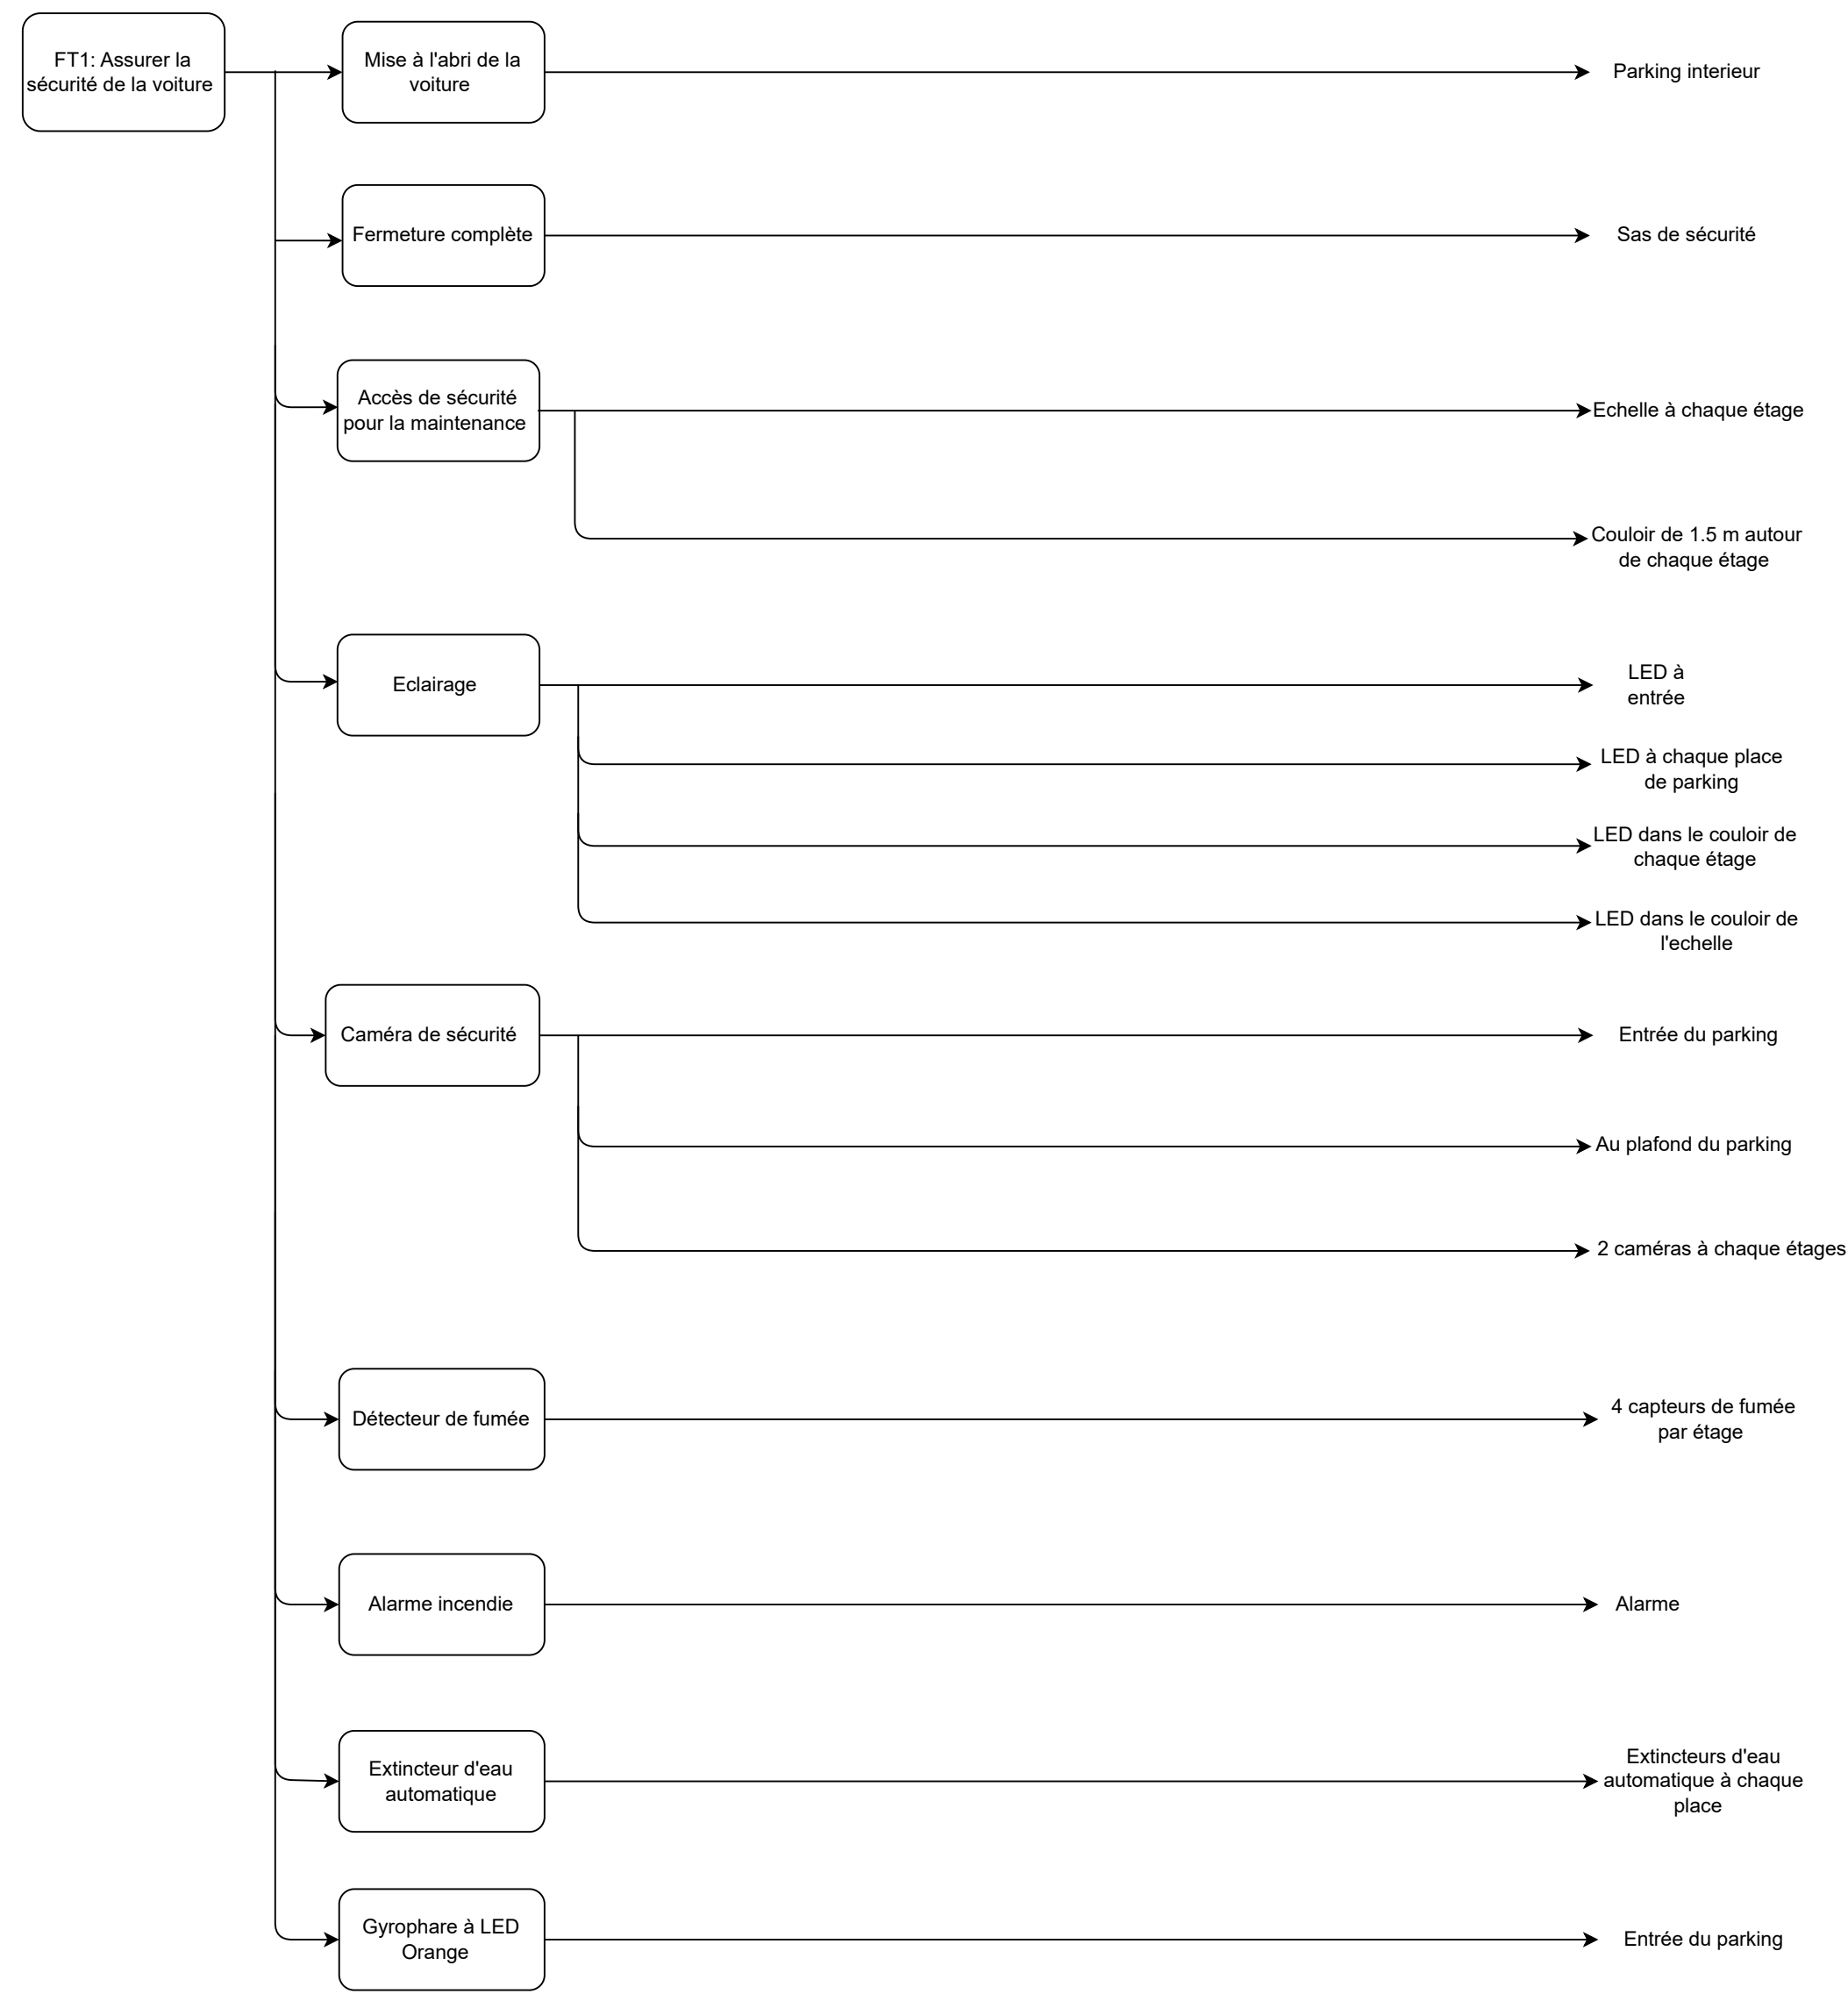 FT1: Assurer la
sécurité de la voiture
Mise à l'abri de la
voiture
Parking interieur
Fermeture complète
Sas de sécurité
Accès de sécurité
pour la maintenance
Echelle à chaque étage
Couloir de 1.5 m autour
de chaque étage
Eclairage
LED à
entrée
LED à chaque place
de parking
LED dans le couloir de
chaque étage
LED dans le couloir de
l'echelle
Caméra de sécurité
Entrée du parking
Au plafond du parking
2 caméras à chaque étages
Détecteur de fumée
4 capteurs de fumée
par étage
Alarme incendie
Alarme
Extincteur d'eau
automatique
Extincteurs d'eau
automatique à chaque
place
Gyrophare à LED
Orange
Entrée du parking